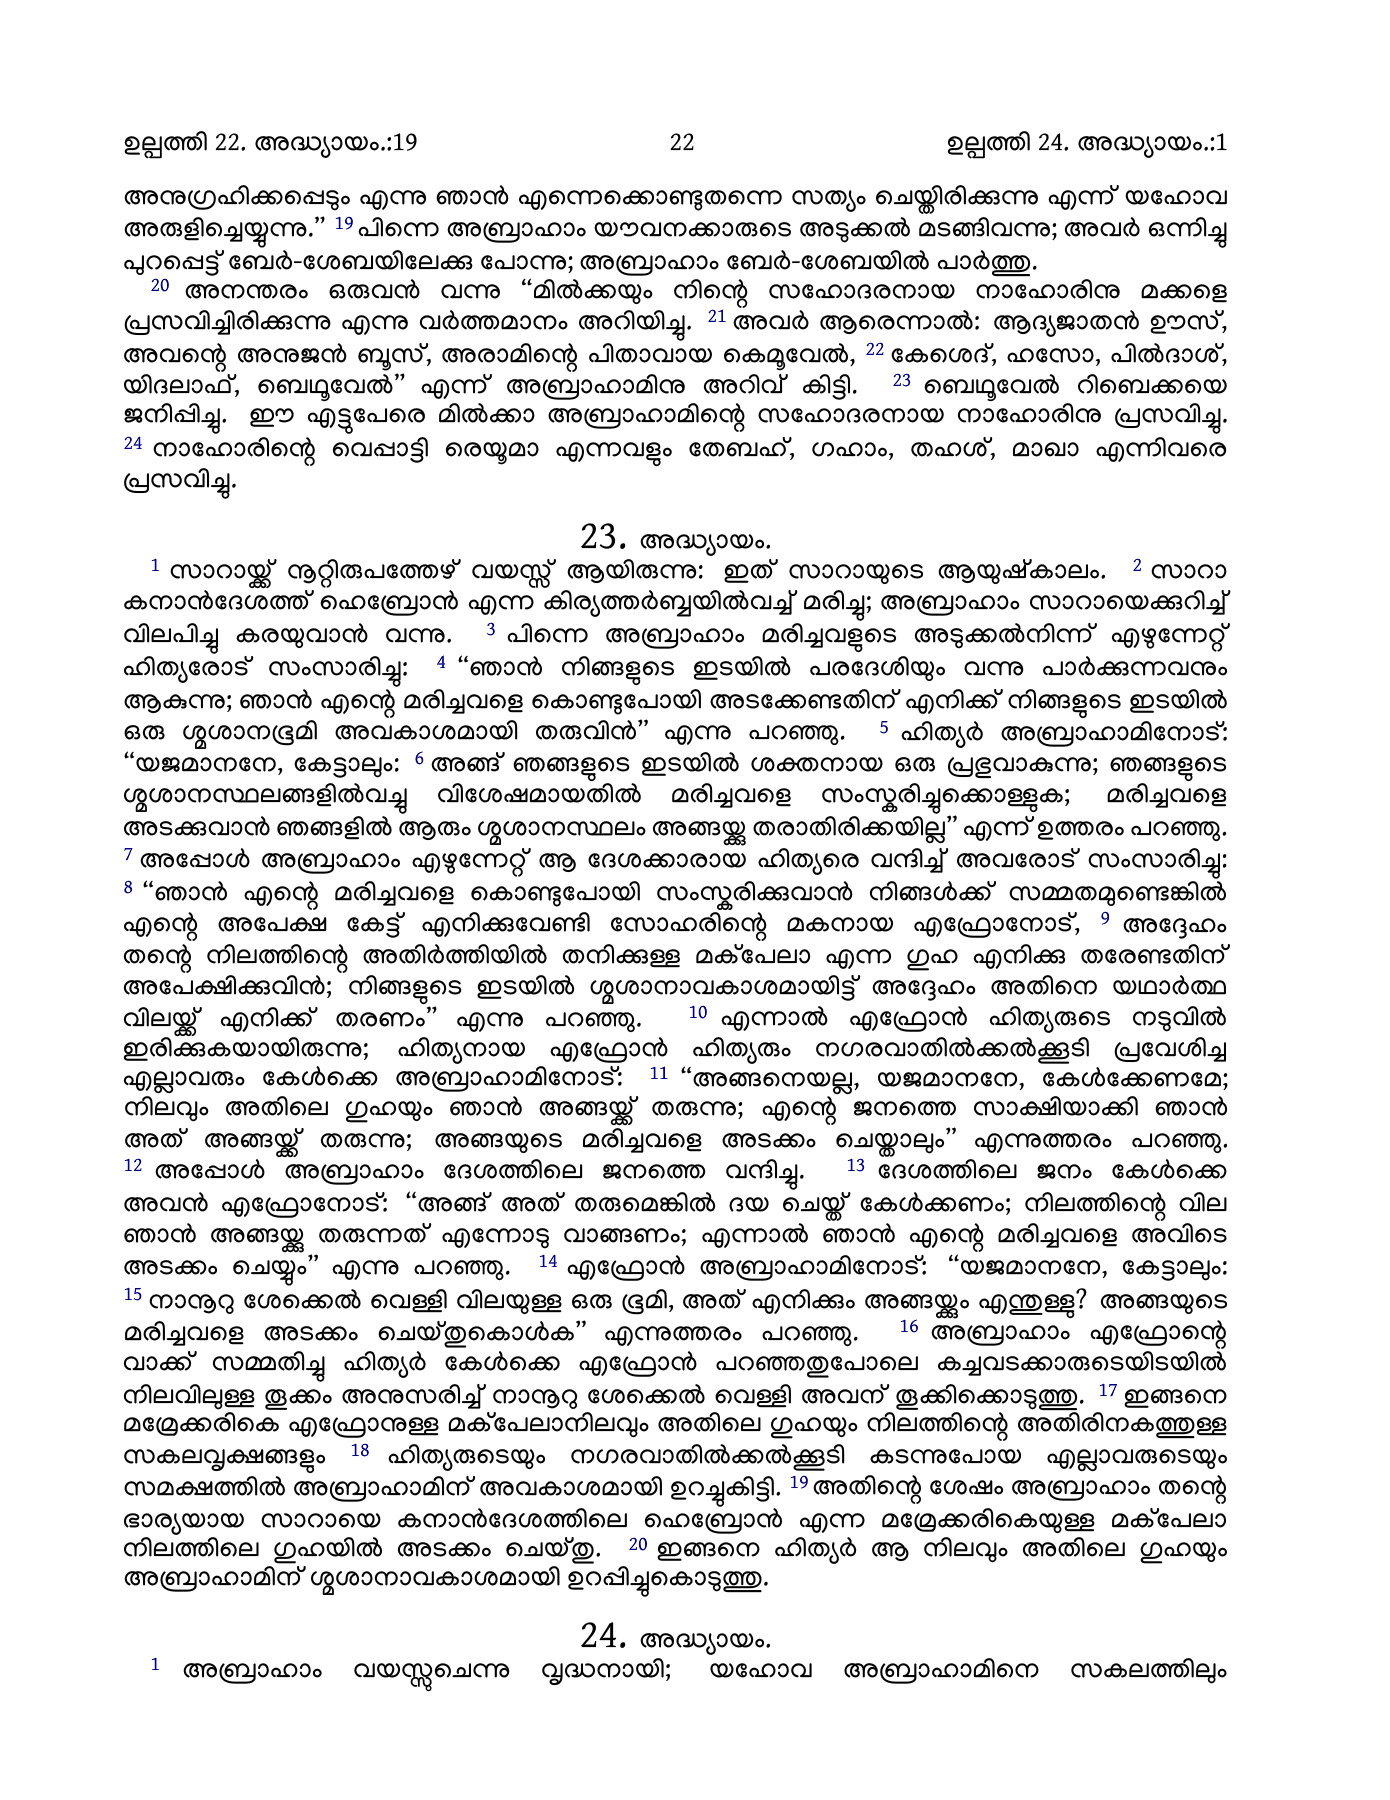 ഉല്പത്തി 22. അദ്ധ്യായം.:19 22 ഉല്പത്തി 24. അദ്ധ്യായം.:1
അനുഗ്രഹിക്കപ്പെടും എന്നു ഞാൻ എന്നെക്കൊണ്ടുതന്നെ സത്യം ചെയ്തിരിക്കുന്നു എന്ന് യഹോവ
അരുളിച്ചെയ്യുന്നു.” 19 പിന്നെ അബ്രാഹാം യൗവനക്കാരുടെ അടുക്കൽ മടങ്ങിവന്നു; അവർ ഒന്നിച്ചു
പുറപ്പെട്ട് ബേർ-ശേബയിലേക്കു പോന്നു; അബ്രാഹാം ബേർ-ശേബയിൽ പാർത്തു.
20 അനന്തരം ഒരുവൻ വന്നു “മിൽക്കയും നിന്റെ സഹോദരനായ നാഹോരിനു മക്കളെ
പ്രസവിച്ചിരിക്കുന്നു എന്നു വർത്തമാനം അറിയിച്ചു. 21 അവർ ആരെന്നാൽ: ആദ്യജാതൻ ഊസ്,
അവന്റെ അനുജൻ ബൂസ്, അരാമിന്റെ പിതാവായ കെമൂവേൽ, 22 കേശെദ്, ഹസോ, പിൽദാശ്,
യിദലാഫ്, ബെഥൂവേൽ” എന്ന് അബ്രാഹാമിനു അറിവ് കിട്ടി. 23 ബെഥൂവേൽ റിബെക്കയെ
ജനിപ്പിച്ചു. ഈ എട്ടുപേരെ മിൽക്കാ അബ്രാഹാമിന്റെ സഹോദരനായ നാഹോരിനു പ്രസവിച്ചു.
24 നാഹോരിന്റെ വെപ്പാട്ടി രെയൂമാ എന്നവളും തേബഹ്, ഗഹാം, തഹശ്, മാഖാ എന്നിവരെ
പ്രസവിച്ചു.
23. അദ്ധ്യായം.
1 സാറായ്ക്ക് നൂറ്റിരുപത്തേഴ് വയസ്സ് ആയിരുന്നു: ഇത് സാറായുടെ ആയുഷ്കാലം. 2 സാറാ
കനാൻദേശത്ത് ഹെബ്രോൻ എന്ന കിര്യത്തർബ്ബയിൽവച്ച് മരിച്ചു; അബ്രാഹാം സാറായെക്കുറിച്ച്
വിലപിച്ചു കരയുവാൻ വന്നു. 3 പിന്നെ അബ്രാഹാം മരിച്ചവളുടെ അടുക്കൽനിന്ന് എഴുന്നേറ്റ്
ഹിത്യരോട് സംസാരിച്ചു: 4 “ഞാൻ നിങ്ങളുടെ ഇടയിൽ പരദേശിയും വന്നു പാർക്കുന്നവനും
ആകുന്നു; ഞാൻ എന്റെ മരിച്ചവളെ കൊണ്ടുപോയി അടക്കേണ്ടതിന് എനിക്ക് നിങ്ങളുടെ ഇടയിൽ
ഒരു ശ്മശാനഭൂമി അവകാശമായി തരുവിൻ” എന്നു പറഞ്ഞു. 5 ഹിത്യർ അബ്രാഹാമിനോട്:
“യജമാനനേ, കേട്ടാലും: 6 അങ്ങ് ഞങ്ങളുടെ ഇടയിൽ ശക്തനായ ഒരു പ്രഭുവാകുന്നു; ഞങ്ങളുടെ
ശ്മശാനസ്ഥലങ്ങളിൽവച്ചു വിശേഷമായതിൽ മരിച്ചവളെ സംസ്കരിച്ചുക്കൊള്ളുക; മരിച്ചവളെ
അടക്കുവാൻ ഞങ്ങളിൽ ആരും ശ്മശാനസ്ഥലം അങ്ങയ്ക്കു തരാതിരിക്കയില്ല” എന്ന് ഉത്തരം പറഞ്ഞു.
7 അപ്പോൾ അബ്രാഹാം എഴുന്നേറ്റ് ആ ദേശക്കാരായ ഹിത്യരെ വന്ദിച്ച് അവരോട് സംസാരിച്ചു:
8 “ഞാൻ എന്റെ മരിച്ചവളെ കൊണ്ടുപോയി സംസ്കരിക്കുവാൻ നിങ്ങൾക്ക് സമ്മതമുണ്ടെങ്കിൽ
എന്റെ അപേക്ഷ കേട്ട് എനിക്കുവേണ്ടി സോഹരിന്റെ മകനായ എഫ്രോനോട്, 9 അദ്ദേഹം
തന്റെ നിലത്തിന്റെ അതിർത്തിയിൽ തനിക്കുള്ള മക്പേലാ എന്ന ഗുഹ എനിക്കു തരേണ്ടതിന്
അപേക്ഷിക്കുവിൻ; നിങ്ങളുടെ ഇടയിൽ ശ്മശാനാവകാശമായിട്ട് അദ്ദേഹം അതിനെ യഥാർത്ഥ
വിലയ്ക്ക് എനിക്ക് തരണം” എന്നു പറഞ്ഞു. 10 എന്നാൽ എഫ്രോൻ ഹിത്യരുടെ നടുവിൽ
ഇരിക്കുകയായിരുന്നു; ഹിത്യനായ എഫ്രോൻ ഹിത്യരും നഗരവാതിൽക്കൽക്കൂടി പ്രവേശിച്ച
എല്ലാവരും കേൾക്കെ അബ്രാഹാമിനോട്: 11 “അങ്ങനെയല്ല, യജമാനനേ, കേൾക്കേണമേ;
നിലവും അതിലെ ഗുഹയും ഞാൻ അങ്ങയ്ക്ക് തരുന്നു; എന്റെ ജനത്തെ സാക്ഷിയാക്കി ഞാൻ
അത് അങ്ങയ്ക്ക് തരുന്നു; അങ്ങയുടെ മരിച്ചവളെ അടക്കം ചെയ്താലും” എന്നുത്തരം പറഞ്ഞു.
12 അപ്പോൾ അബ്രാഹാം ദേശത്തിലെ ജനത്തെ വന്ദിച്ചു. 13 ദേശത്തിലെ ജനം കേൾക്കെ
അവൻ എഫ്രോനോട്: “അങ്ങ് അത് തരുമെങ്കിൽ ദയ ചെയ്ത് കേൾക്കണം; നിലത്തിന്റെ വില
ഞാൻ അങ്ങയ്ക്കു തരുന്നത് എന്നോടു വാങ്ങണം; എന്നാൽ ഞാൻ എന്റെ മരിച്ചവളെ അവിടെ
അടക്കം ചെയ്യും” എന്നു പറഞ്ഞു. 14 എഫ്രോൻ അബ്രാഹാമിനോട്: “യജമാനനേ, കേട്ടാലും:
15 നാനൂറു ശേക്കെൽ വെള്ളി വിലയുള്ള ഒരു ഭൂമി, അത് എനിക്കും അങ്ങയ്ക്കും എന്തുള്ളു? അങ്ങയുടെ
മരിച്ചവളെ അടക്കം ചെയ്തുകൊൾക” എന്നുത്തരം പറഞ്ഞു. 16 അബ്രാഹാം എഫ്രോന്റെ
വാക്ക് സമ്മതിച്ചു ഹിത്യർ കേൾക്കെ എഫ്രോൻ പറഞ്ഞതുപോലെ കച്ചവടക്കാരുടെയിടയിൽ
നിലവിലുള്ള തൂക്കം അനുസരിച്ച് നാനൂറു ശേക്കെൽ വെള്ളി അവന് തൂക്കിക്കൊടുത്തു. 17 ഇങ്ങനെ
മമ്രേക്കരികെ എഫ്രോനുള്ള മക്പേലാനിലവും അതിലെ ഗുഹയും നിലത്തിന്റെ അതിരിനകത്തുള്ള
സകലവൃക്ഷങ്ങളും 18 ഹിത്യരുടെയും നഗരവാതിൽക്കൽക്കൂടി കടന്നുപോയ എല്ലാവരുടെയും
സമക്ഷത്തിൽ അബ്രാഹാമിന് അവകാശമായി ഉറച്ചുകിട്ടി. 19 അതിന്റെ ശേഷം അബ്രാഹാം തന്റെ
ഭാര്യയായ സാറായെ കനാൻദേശത്തിലെ ഹെബ്രോൻ എന്ന മമ്രേക്കരികെയുള്ള മക്പേലാ
നിലത്തിലെ ഗുഹയിൽ അടക്കം ചെയ്തു. 20 ഇങ്ങനെ ഹിത്യർ ആ നിലവും അതിലെ ഗുഹയും
അബ്രാഹാമിന് ശ്മശാനാവകാശമായി ഉറപ്പിച്ചുകൊടുത്തു.
24. അദ്ധ്യായം.
1 അബ്രാഹാം വയസ്സുചെന്നു വൃദ്ധനായി; യഹോവ അബ്രാഹാമിനെ സകലത്തിലും